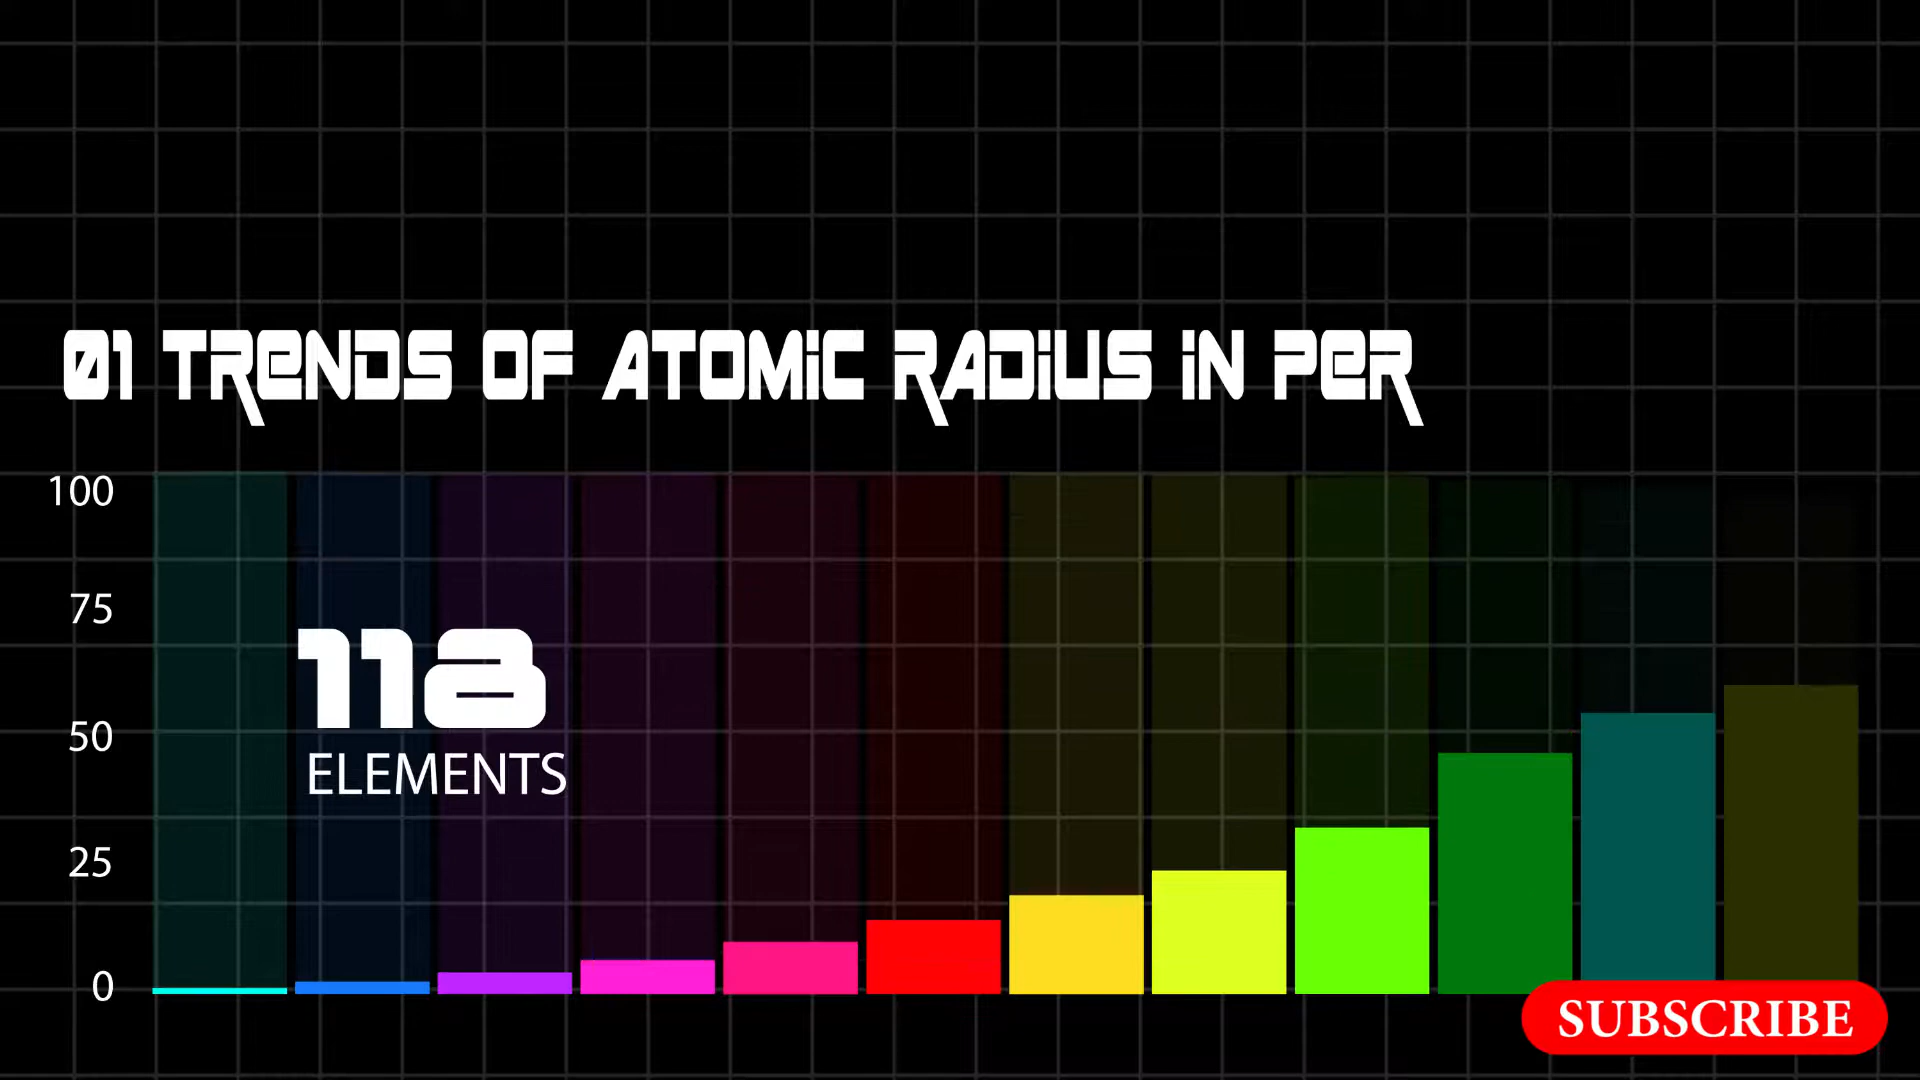 01 TRENDS OF ATOMIC RADIUS IN PER
100
75
118
50
ELEMENTS
25
0
SUBSCRIBE